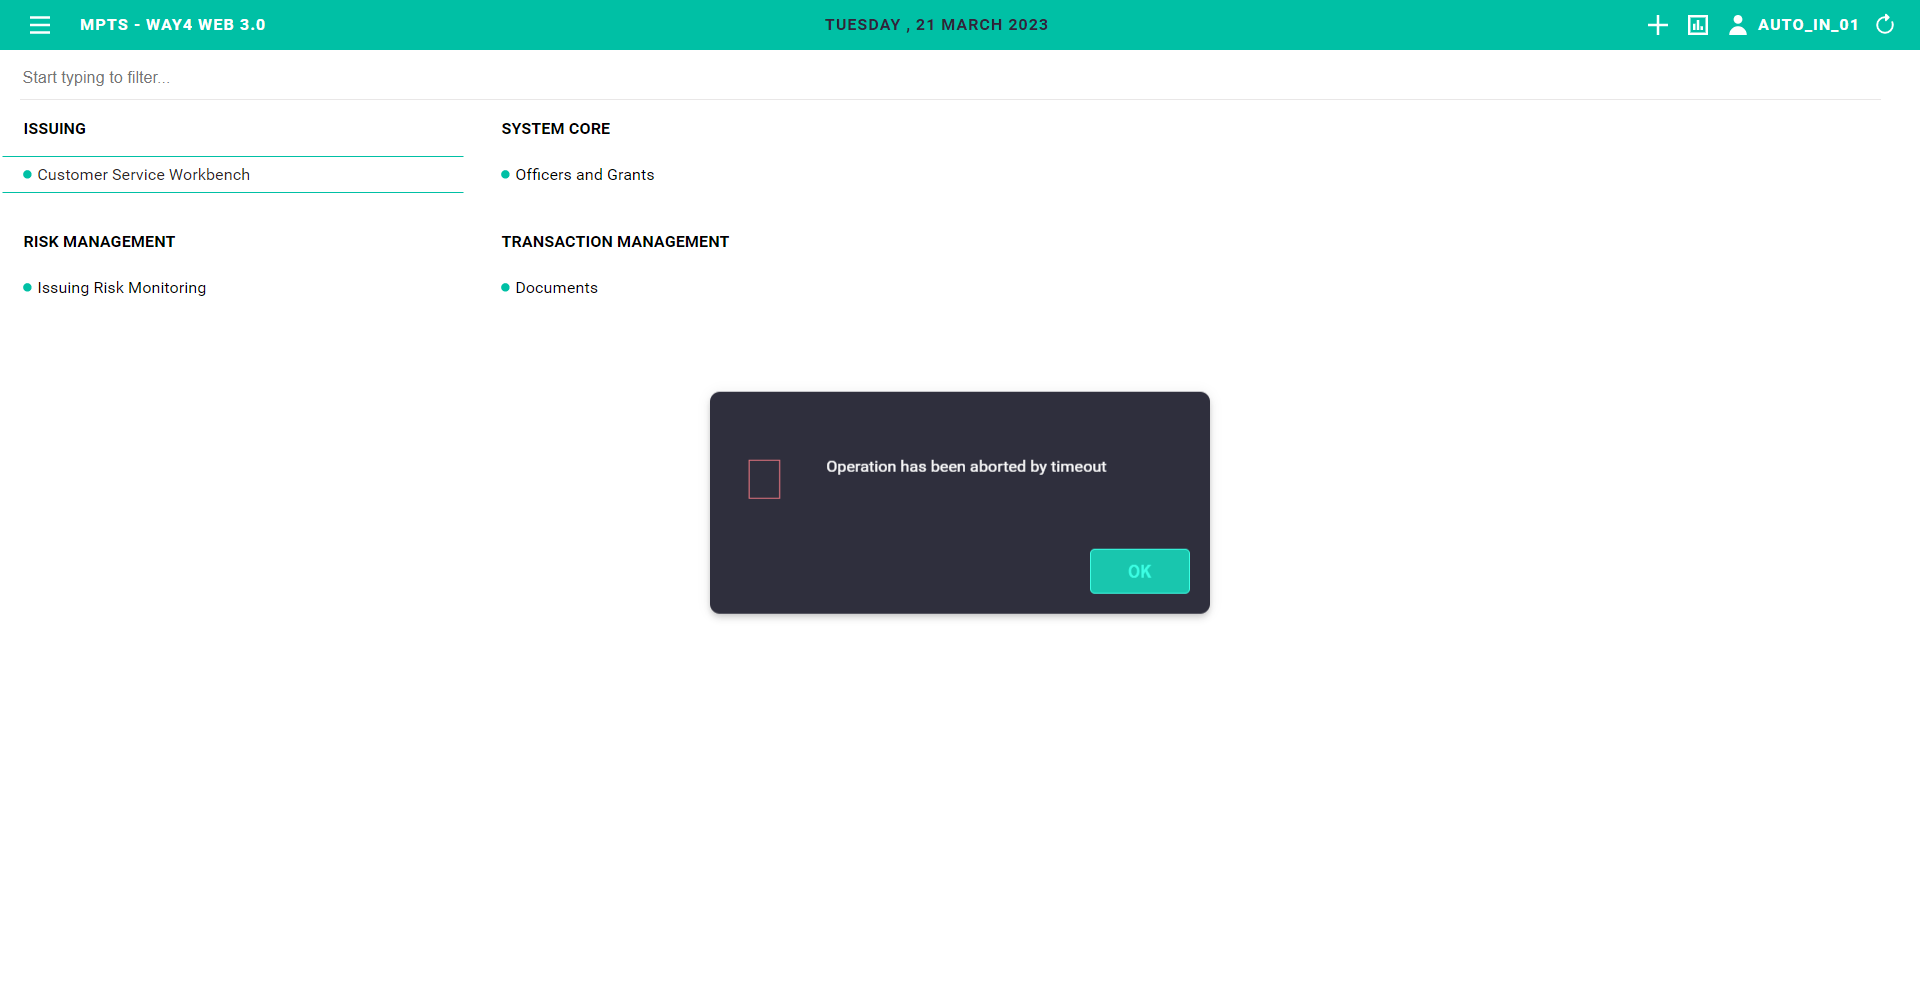 MPTS - WAY4 WEB 3.0
TUESDAY , 21 MARCH 2023
AUTO_IN_01
Start typing to filter...
ISSUING
Customer Service Workbench
SYSTEM CORE
Officers and Grants
RISK MANAGEMENT
Issuing Risk Monitoring
TRANSACTION MANAGEMENT
Documents
Operation has been aborted by timeout
OK